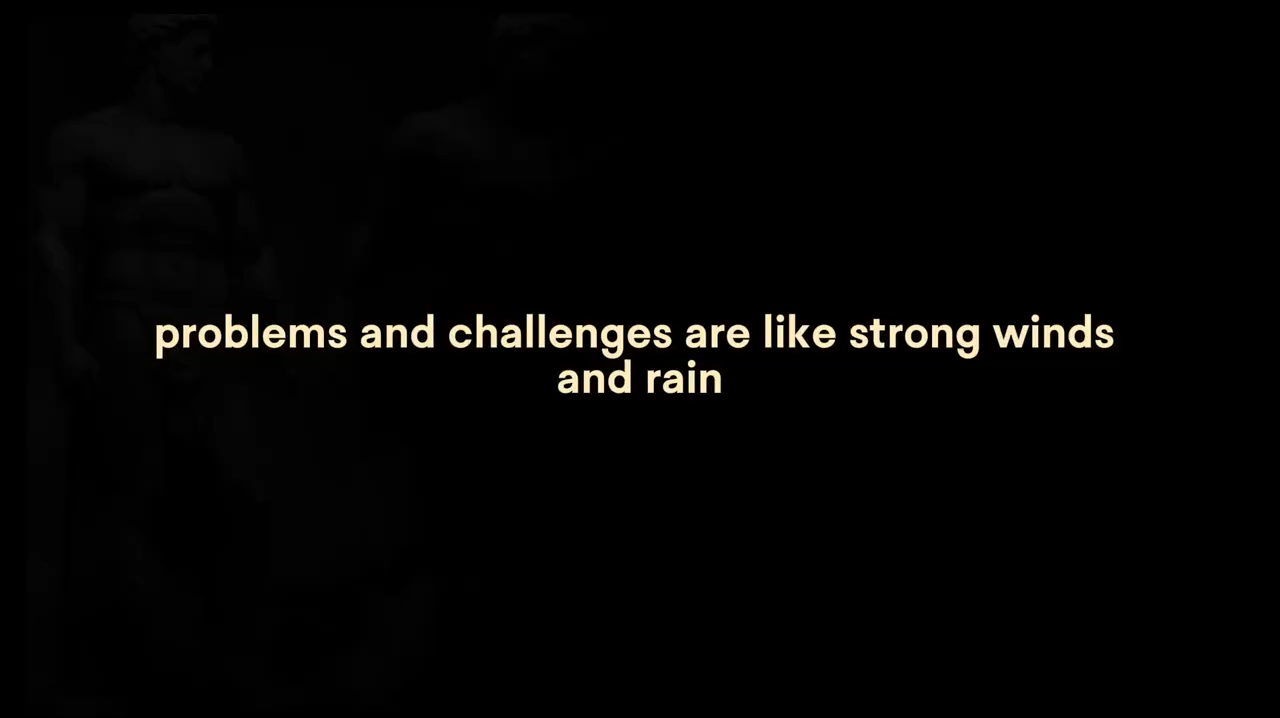 problems and challenges are like strong winds
and rain